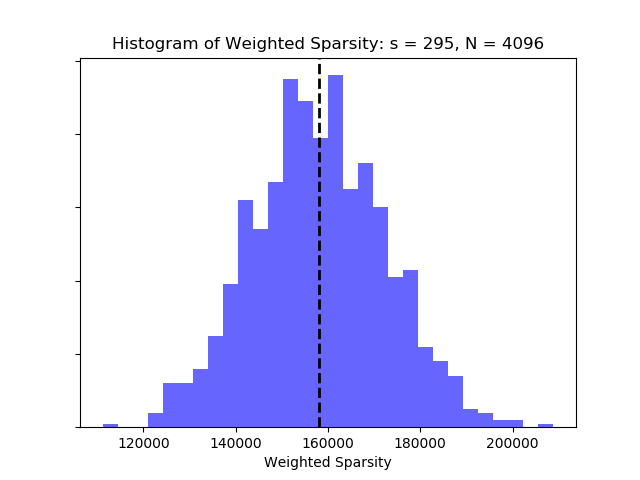 Histogram of Weighted Sparsity: s = 295, N = 4096
120000 140000 160000 180000 200000
Weighted Sparsity